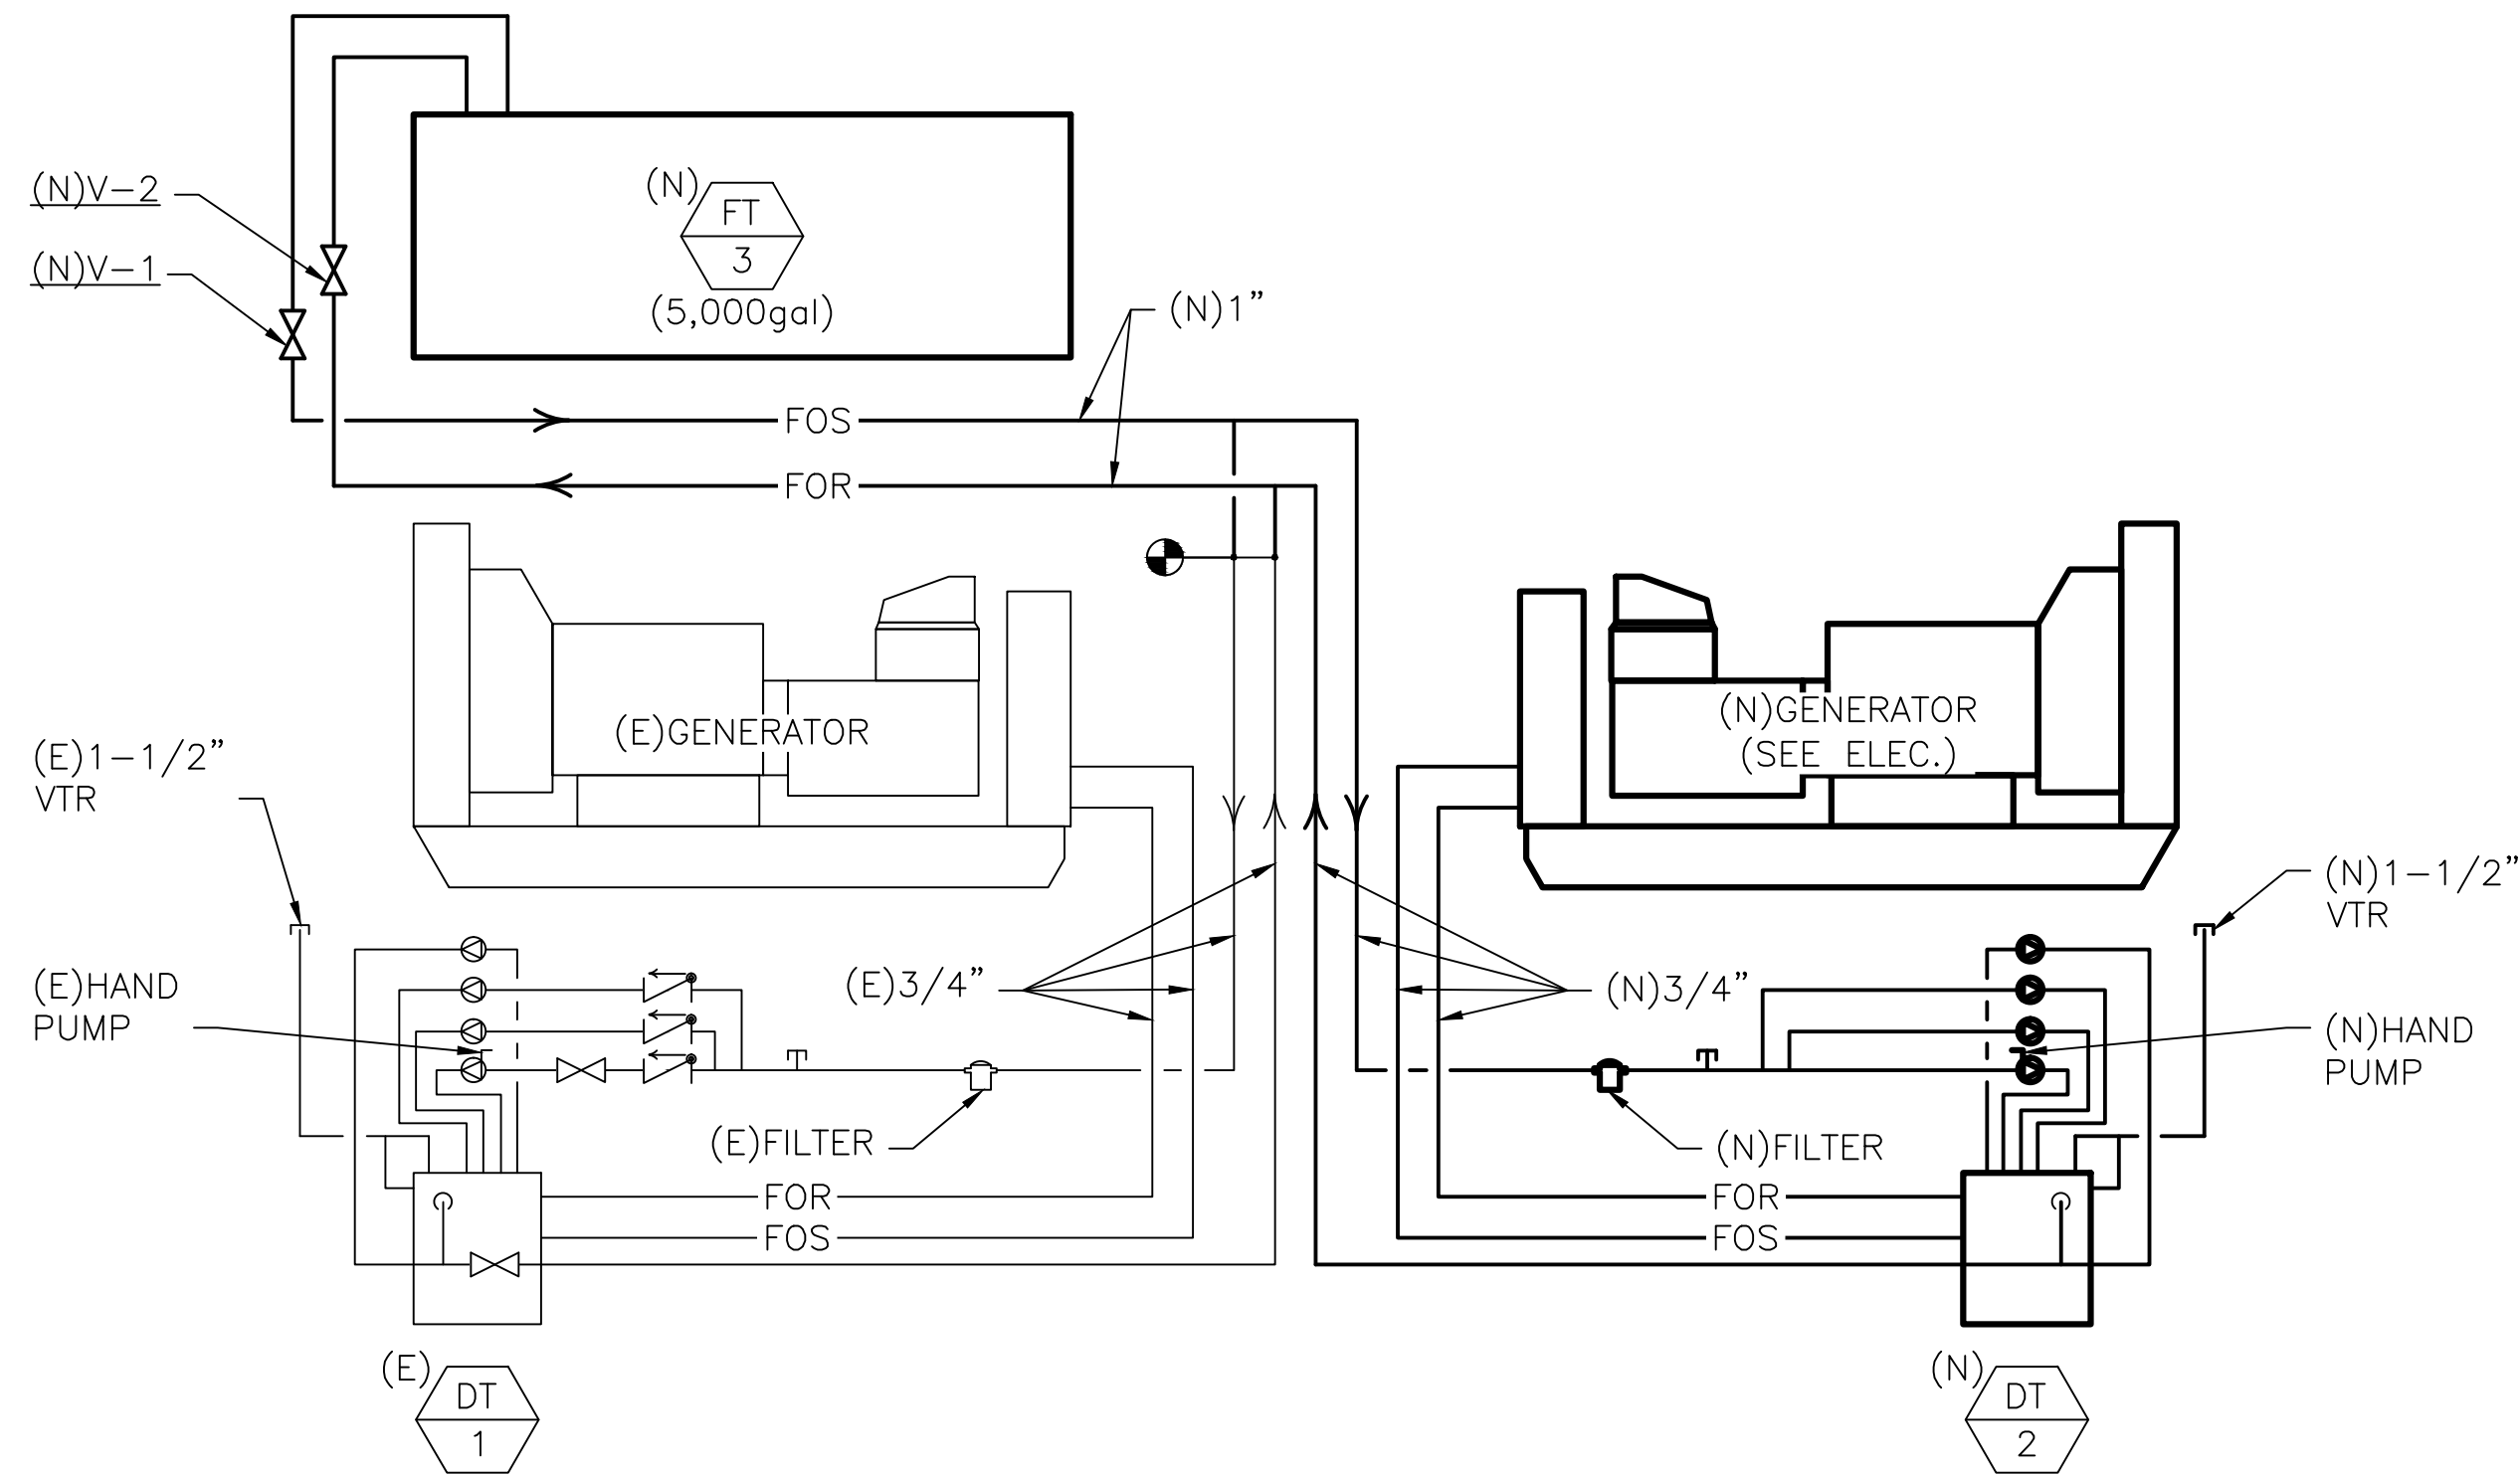 (N)V-2
(N)V-1
(N)
FT
3
(5,000gal)
(N)1”
FOS
FOR
(E)GENERATOR
(N)GENERATOR
(SEE ELEC.)
(E)1-1/2”
VTR
(N)1-1/2”
VTR
(E)HAND
PUMP
(E)3/4”
(N)3/4”
(N)HAND
PUMP
(E)FILTER
(N)FILTER
FOR
FOS
FOR
FOS
(E)
DT
1
(N)
DT
2